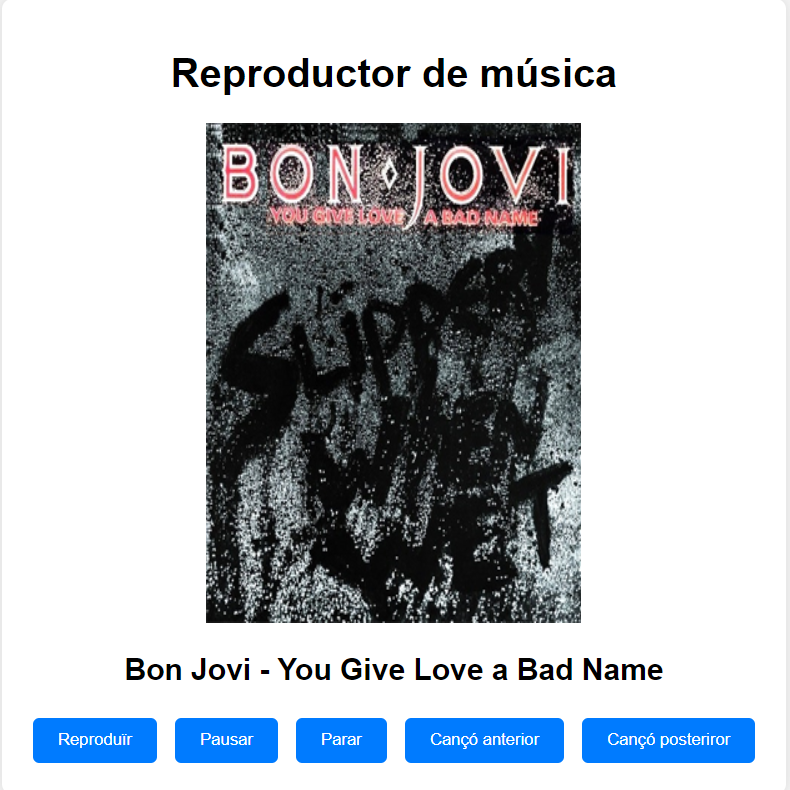 Reproductor de música
BON JOVI
YOU GIVE LOVE A BAD NAME
SLIPPERY
WHEN
WET
Bon Jovi - You Give Love a Bad Name
Reproduïr
Pausar
Parar
Cançó anterior
Cançó posteriror